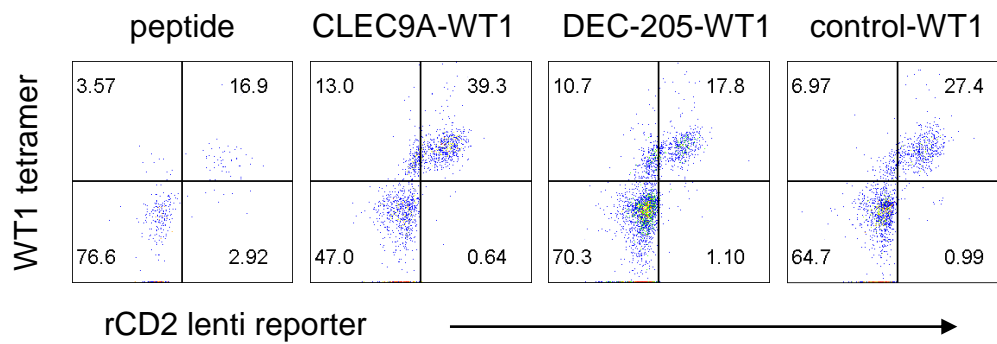 peptide CLEC9A-WT1 DEC-205-WT1 control-WT1
3.57 16.9 13.0 39.3 10.7 17.8 6.97 27.4
WT1 tetramer
76.6 2.92 47.0 0.64 70.3 1.10 64.7 0.99
rCD2 lenti reporter